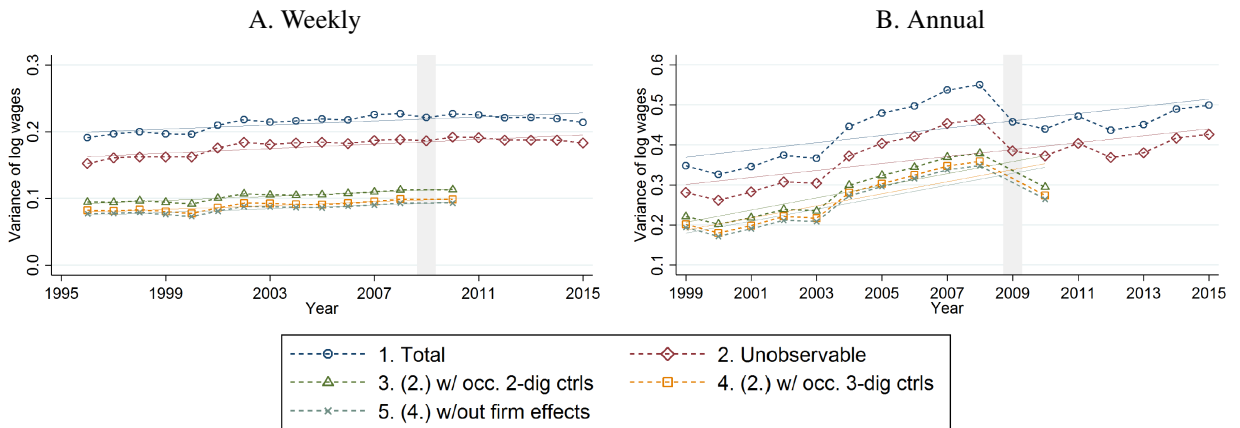 A. Weekly
B. Annual
Variance of log wages
0.3
0.2
0.1
0.0
1995 1999 2003 2007 2011 2015
Year
Variance of log wages
0.6
0.5
0.4
0.3
0.2
0.1
1999 2001 2003 2005 2007 2009 2011 2013 2015
Year
1. Total
2. Unobservable
3. (2.) w/ occ. 2-dig ctrls
4. (2.) w/ occ. 3-dig ctrls
5. (4.) w/out firm effects